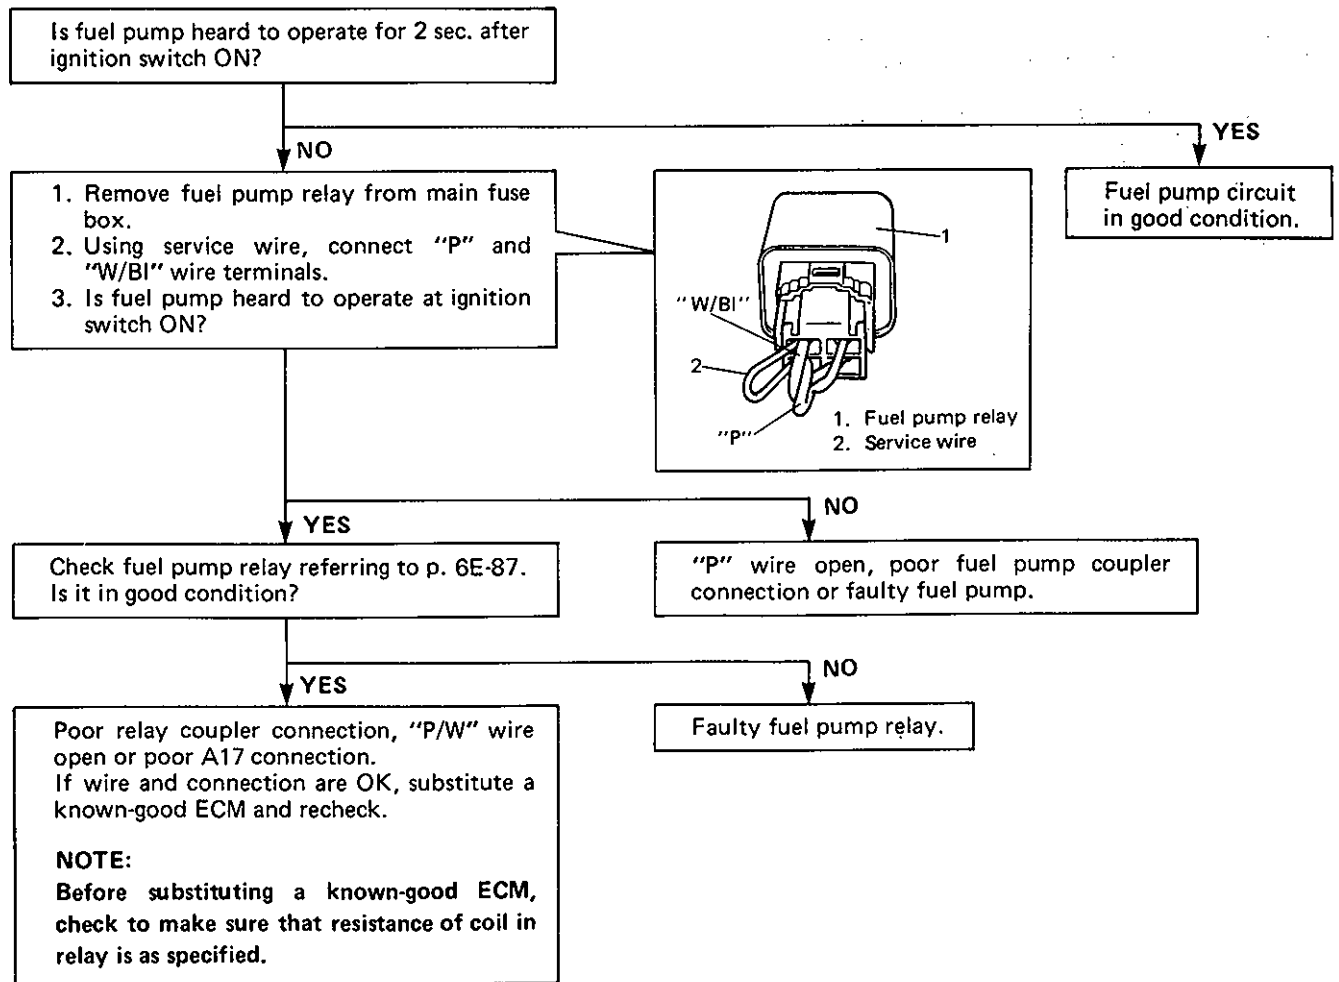 Is fuel pump heard to operate for 2 sec. after
ignition switch ON?
YES
NO
Fuel pump circuit
in good condition.
1. Remove fuel pump relay from main fuse
box.
2. Using service wire, connect "P" and
"W/Bl" wire terminals.
3. Is fuel pump heard to operate at ignition
switch ON?
1
"W/Bl"
2
"P"
1. Fuel pump relay
2. Service wire
YES
NO
Check fuel pump relay referring to p. 6E-87.
Is it in good condition?
"P" wire open, poor fuel pump coupler
connection or faulty fuel pump.
YES
NO
Poor relay coupler connection, "P/W" wire
open or poor A17 connection.
If wire and connection are OK, substitute a
known-good ECM and recheck.
NOTE:
Before substituting a known-good ECM,
check to make sure that resistance of coil in
relay is as specified.
Faulty fuel pump relay.